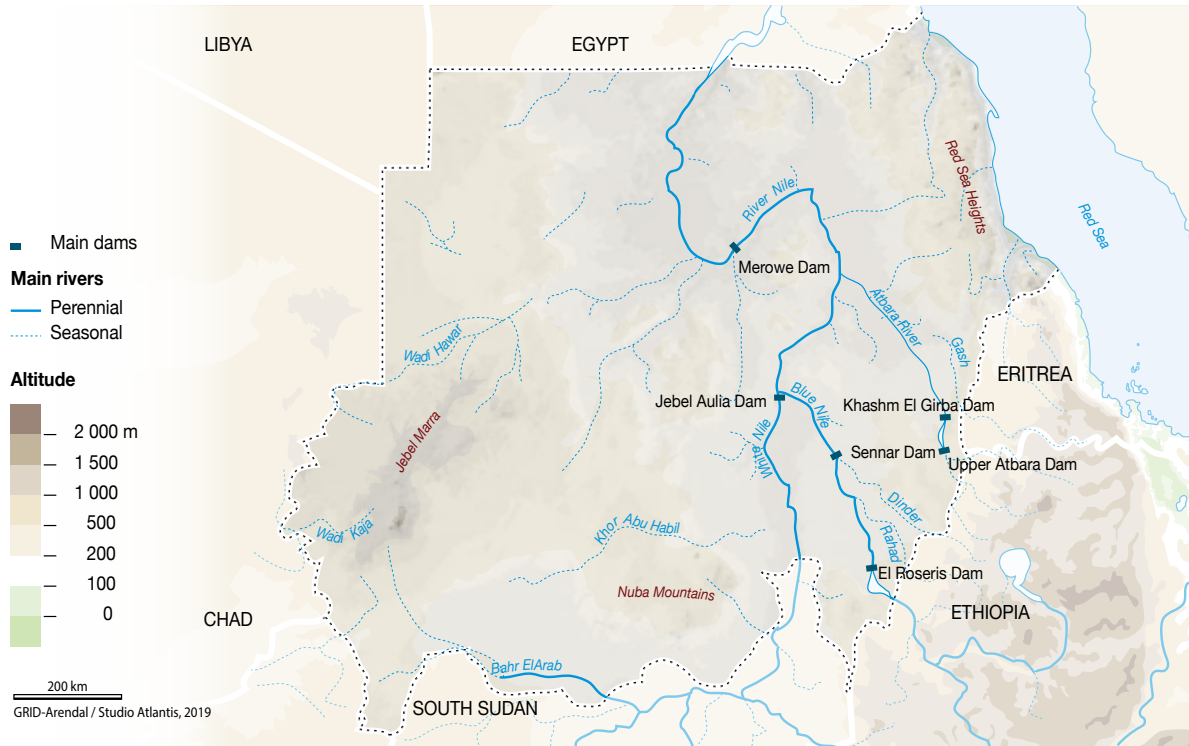 LIBYA
EGYPT
Red Sea Heights
Red Sea
River Nile
Merowe Dam
Main dams
Main rivers
Perennial
Seasonal
Atbara River
Gash
Wadi Hawar
ERITREA
Altitude
2 000 m
1 500
1 000
500
200
100
0
Jebel Aulia Dam
Blue Nile
Khashm El Girba Dam
White Nile
Sennar Dam
Upper Atbara Dam
Jebel Marra
Dinder
Wadi Kaja
Khor Abu Habil
Rahad
El Roseris Dam
Nuba Mountains
CHAD
ETHIOPIA
Bahr ElArab
SOUTH SUDAN
200 km
GRID-Arendal / Studio Atlantis, 2019